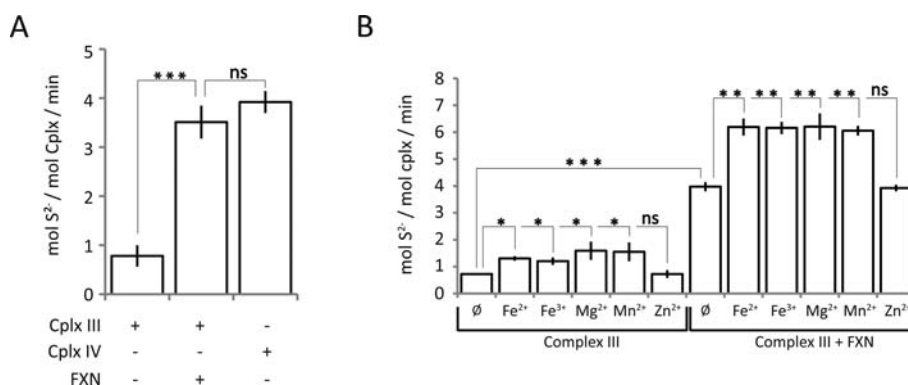 A
mol S²⁻ / mol Cplx / min
5
4
3
2
1
0
***
ns
Cplx III + + -
Cplx IV - - +
FXN - + -
B
mol S²⁻ / mol cplx / min
8
7
6
5
4
3
2
1
0
* * * * ns
***
** ** ** ** ns
Ø Fe²⁺ Fe³⁺ Mg²⁺ Mn²⁺ Zn²⁺ Ø Fe²⁺ Fe³⁺ Mg²⁺ Mn²⁺ Zn²⁺
Complex III Complex III + FXN